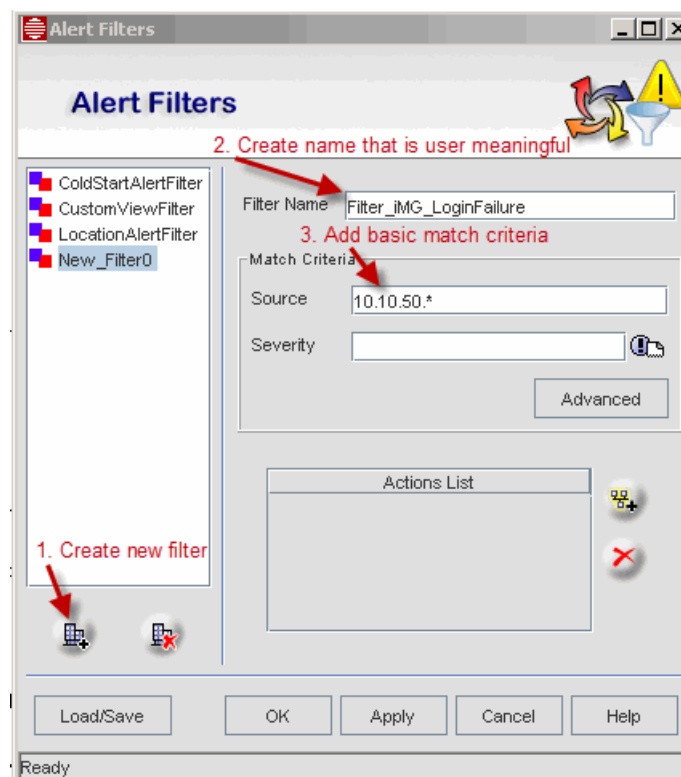 Alert Filters
Alert Filters
2. Create name that is user meaningful
ColdStartAlertFilter
CustomViewFilter
LocationAlertFilter
New_Filter0
Filter Name Filter_iMG_LoginFailure
3. Add basic match criteria
Match Criteria
Source 10.10.50.*
Severity
Advanced
Actions List
1. Create new filter
Load/Save OK Apply Cancel Help
Ready